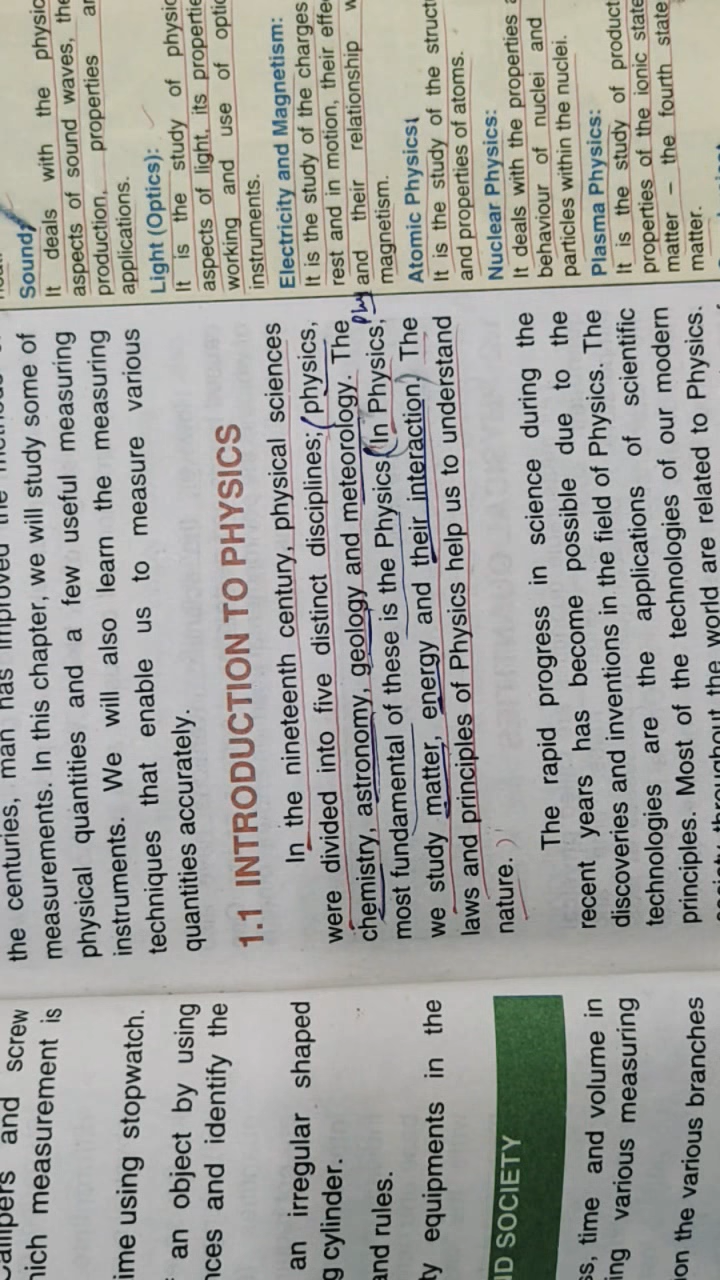 Callipers and screw
which measurement is
time using stopwatch.
an object by using
nces and identify the
an irregular shaped
g cylinder.
and rules.
ty equipments in the
ND SOCIETY
ss, time and volume in
ing various measuring
on the various branches
the centuries, man has improved the
measurements. In this chapter, we will study some of
physical quantities and a few useful measuring
instruments. We will also learn the measuring
techniques that enable us to measure various
quantities accurately.
1.1 INTRODUCTION TO PHYSICS
In the nineteenth century, physical sciences
were divided into five distinct disciplines; (physics,
chemistry, astronomy, geology and meteorology. The
most fundamental of these is the Physics (In Physics, Phy
we study matter, energy and their interaction.) The
laws and principles of Physics help us to understand
nature. )
The rapid progress in science during the
recent years has become possible due to the
discoveries and inventions in the field of Physics. The
technologies are the applications of scientific
principles. Most of the technologies of our modern
throughout the world are related to Physics.
Sound:
It deals with the physic
aspects of sound waves, the
production, properties an
applications.
Light (Optics):
It is the study of physic
aspects of light, its propertie
working and use of optic
instruments.
Electricity and Magnetism:
It is the study of the charges
rest and in motion, their effe
and their relationship w
magnetism.
Atomic Physics:
It is the study of the struct
and properties of atoms.
Nuclear Physics:
It deals with the properties a
behaviour of nuclei and
particles within the nuclei.
Plasma Physics:
It is the study of product
properties of the ionic state
matter – the fourth state
matter.